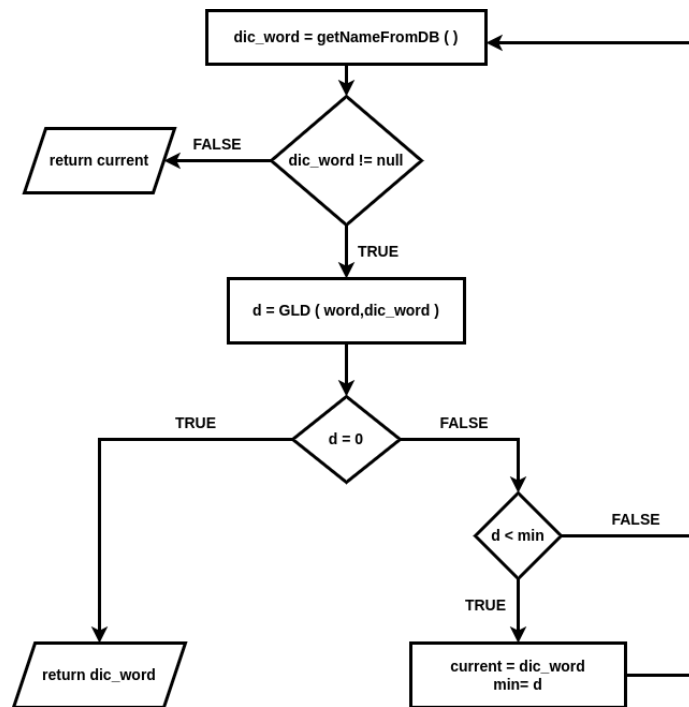 dic_word = getNameFromDB ( )
FALSE
return current
dic_word != null
TRUE
d = GLD ( word,dic_word )
TRUE
FALSE
d = 0
d < min
FALSE
TRUE
return dic_word
current = dic_word
min= d